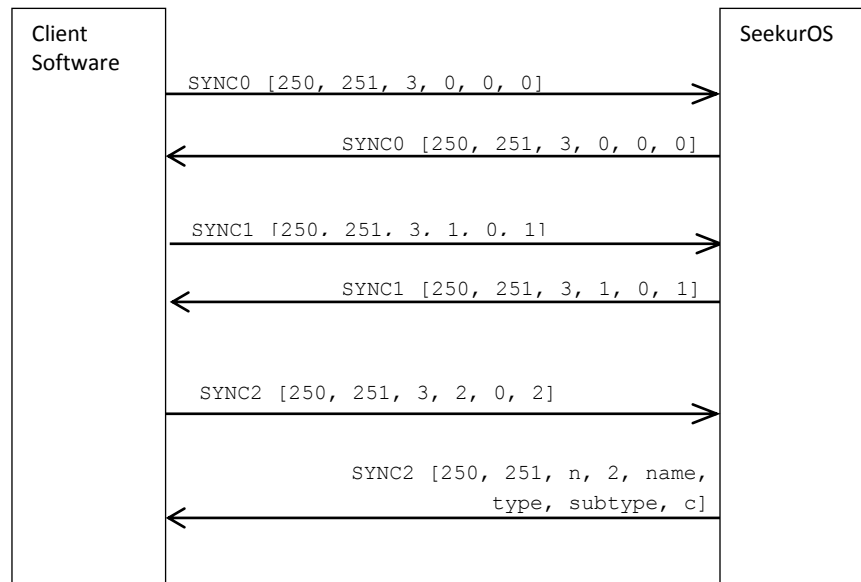 Client
Software
SeekurOS
SYNC0 [250, 251, 3, 0, 0, 0]
SYNC0 [250, 251, 3, 0, 0, 0]
SYNC1 [250, 251, 3, 1, 0, 1]
SYNC1 [250, 251, 3, 1, 0, 1]
SYNC2 [250, 251, 3, 2, 0, 2]
SYNC2 [250, 251, n, 2, name,
type, subtype, c]